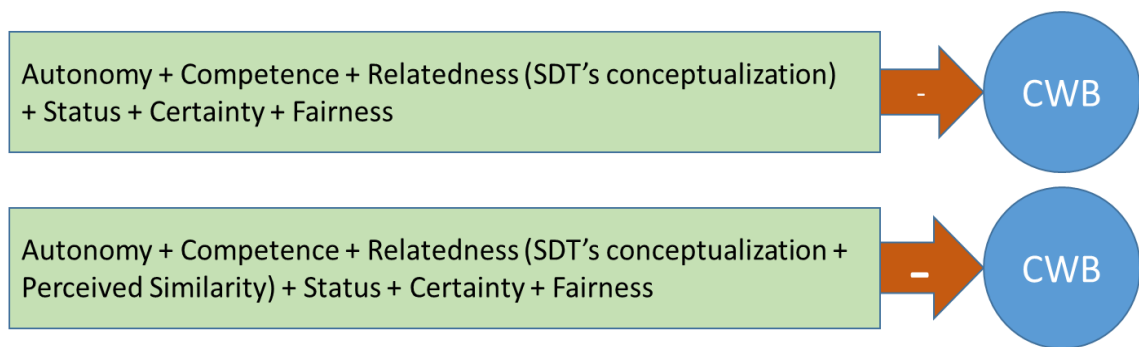 Autonomy + Competence + Relatedness (SDT’s conceptualization)
+ Status + Certainty + Fairness
-
CWB
Autonomy + Competence + Relatedness (SDT’s conceptualization +
Perceived Similarity) + Status + Certainty + Fairness
-
CWB